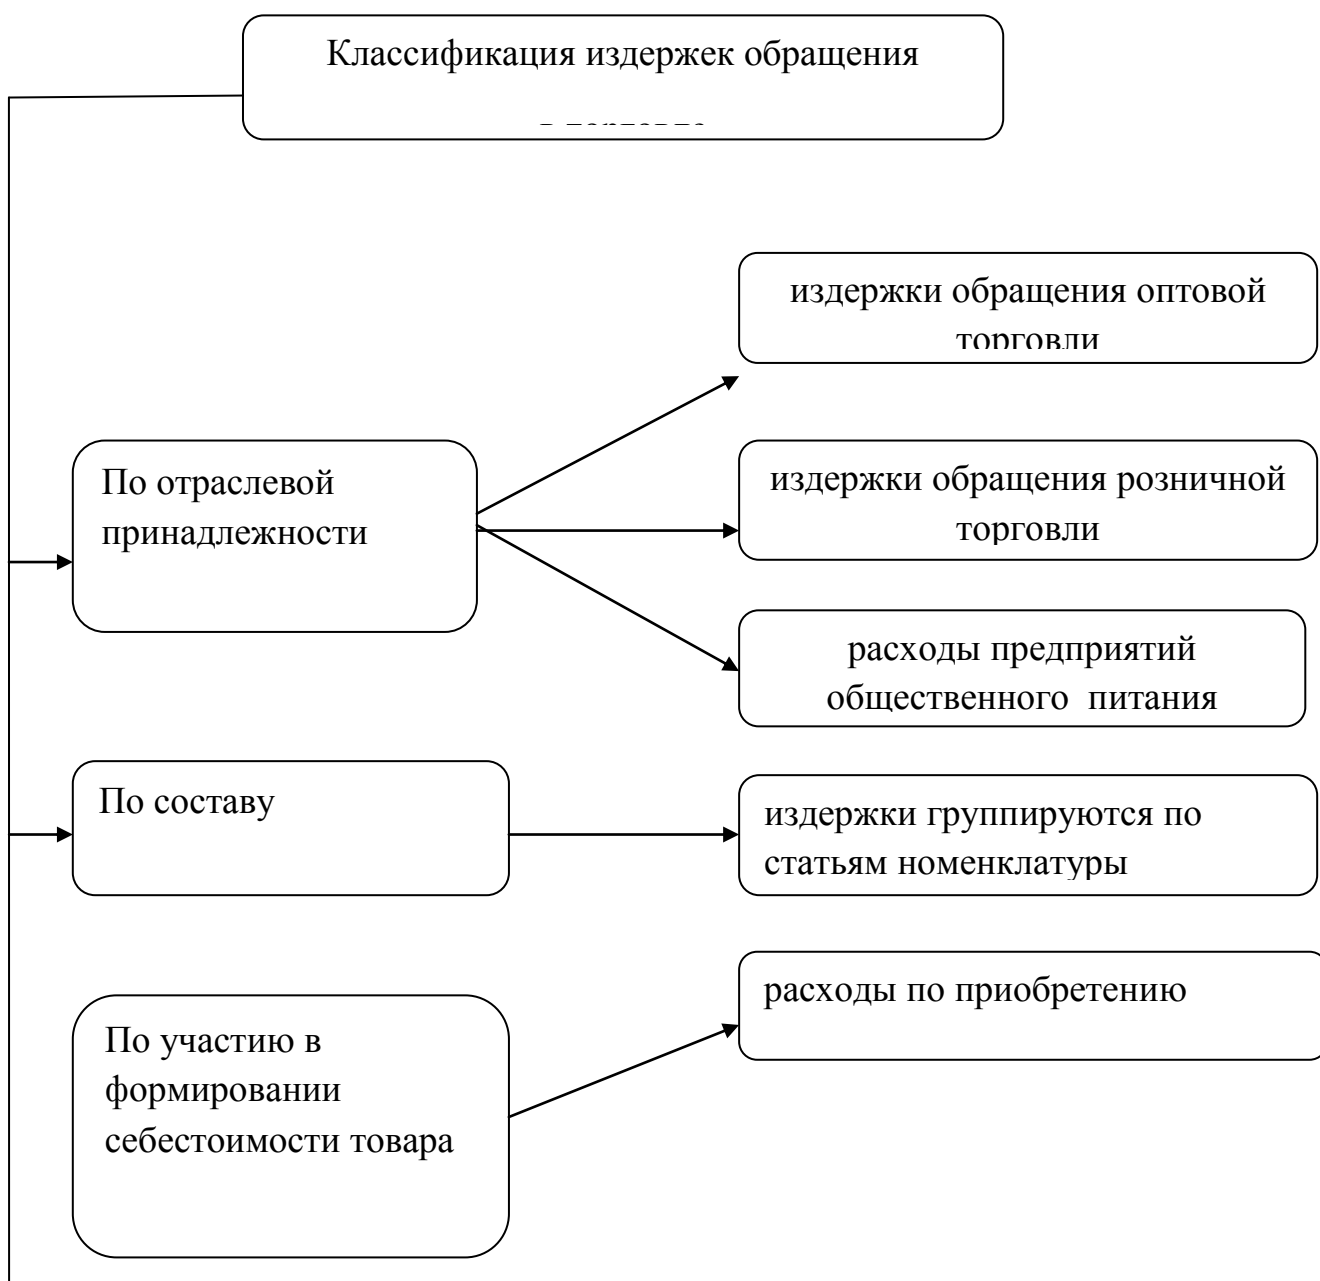 Классификация издержек обращения
издержки обращения оптовой
торговли
По отраслевой
принадлежности
издержки обращения розничной
торговли
расходы предприятий
общественного питания
По составу
издержки группируются по
статьям номенклатуры
По участию в
формировании
себестоимости товара
расходы по приобретению